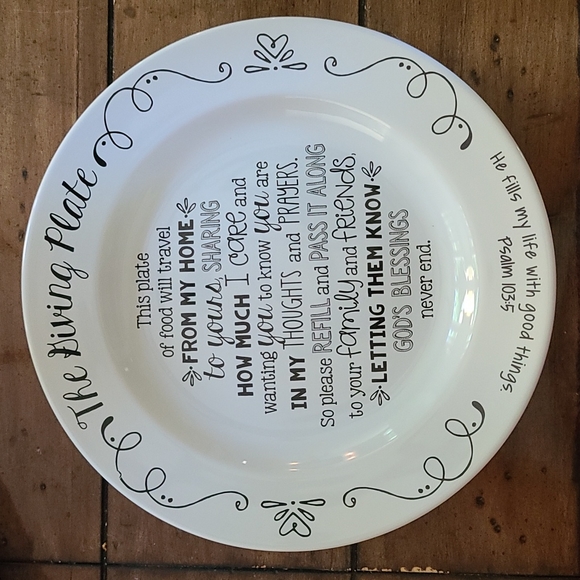 The Giving Plate
This plate
of food will travel
FROM MY HOME
to yours, SHARING
HOW MUCH I care and
wanting you to know you are
IN MY THOUGHTS and PRAYERS.
So please REFILL and PASS IT ALONG
to your family and friends,
LETTING THEM KNOW
GOD'S BLESSINGS
never end.
He fills my life with good things.
Psalm 103:5